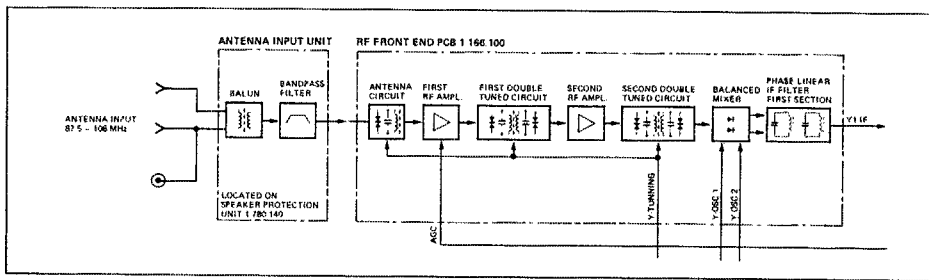 ANTENNA INPUT UNIT
RF FRONT END PCB 1.166.100
BALUN
BANDPASS
FILTER
ANTENNA
CIRCUIT
FIRST
RF AMPL.
FIRST DOUBLE
TUNED CIRCUIT
SECOND
RF AMPL.
SECOND DOUBLE
TUNED CIRCUIT
BALANCED
MIXER
PHASE LINEAR
IF FILTER
FIRST SECTION
ANTENNA INPUT
87.5 – 108 MHz
LOCATED ON
SPEAKER PROTECTION
UNIT 1.780.140
AGC
Y-TUNNING
Y-OSC 1
Y-OSC 2